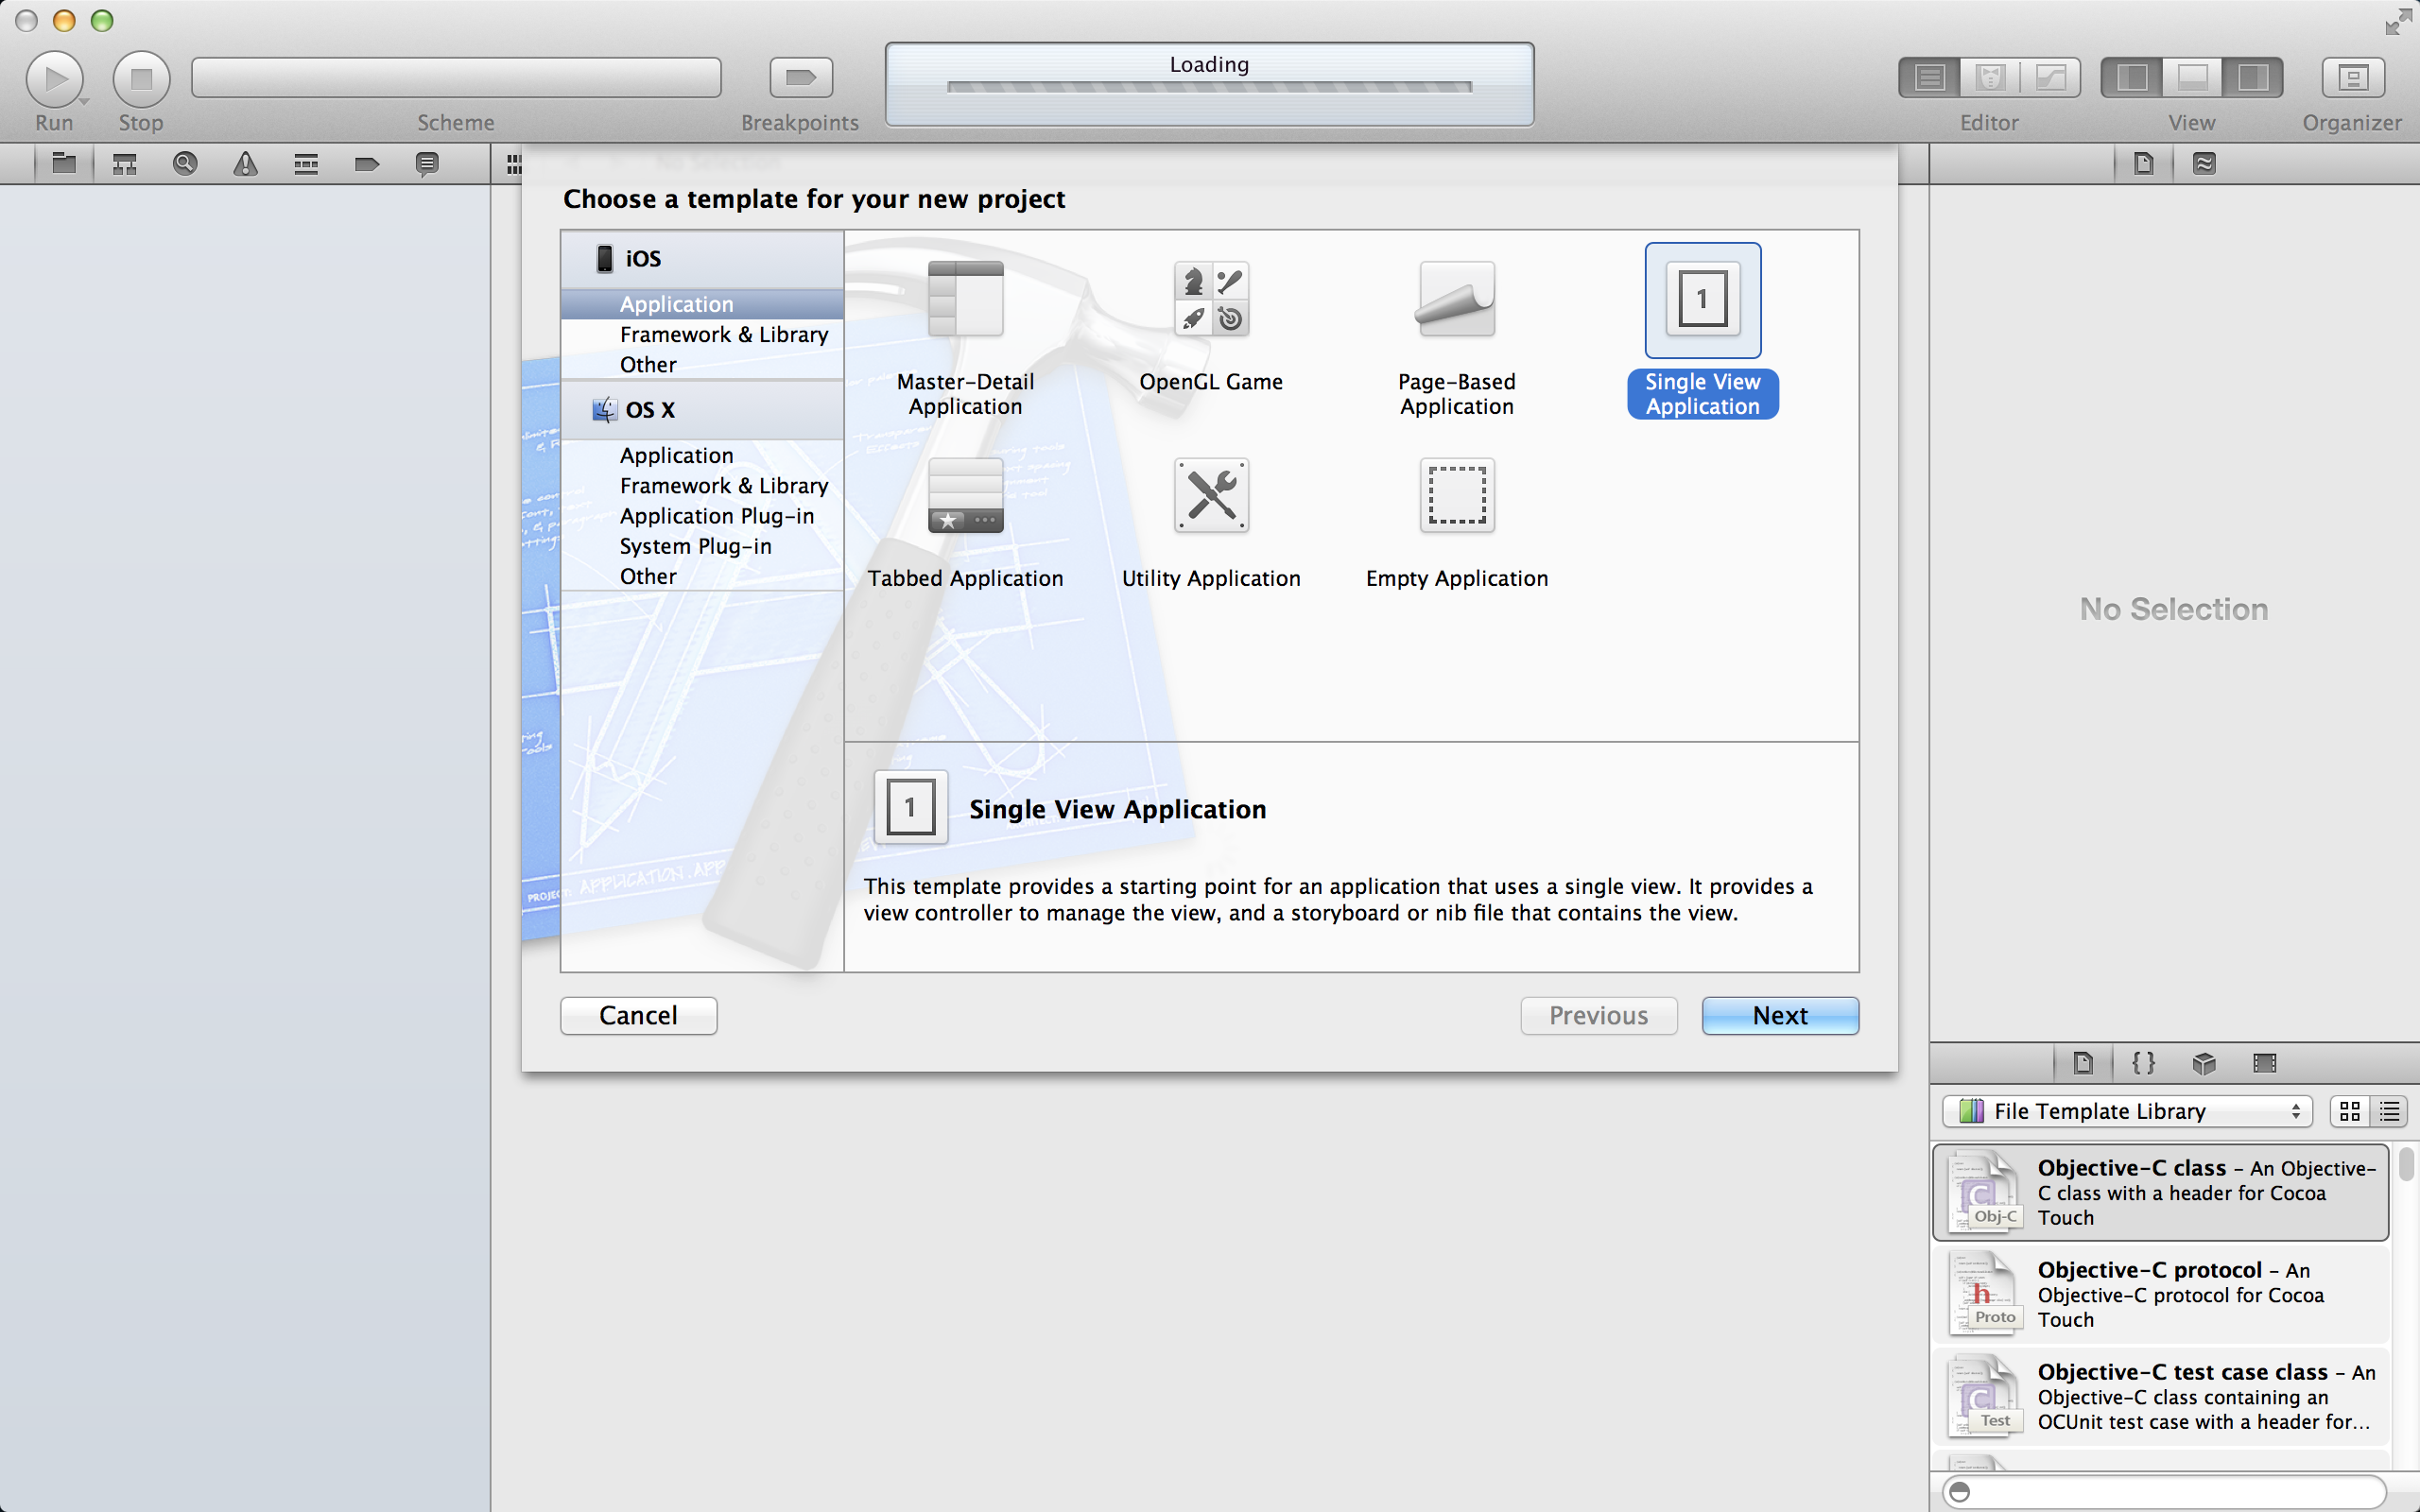 Loading
Run
Stop
Scheme
Breakpoints
Editor
View
Organizer
No Selection
Choose a template for your new project
iOS
Application
Framework & Library
Other
OS X
Application
Framework & Library
Application Plug-in
System Plug-in
Other
Master-Detail
Application
OpenGL Game
Page-Based
Application
1
Single View
Application
Tabbed Application
Utility Application
Empty Application
1
Single View Application
This template provides a starting point for an application that uses a single view. It provides a
view controller to manage the view, and a storyboard or nib file that contains the view.
PROJECT: APPLICATION.APP
Cancel
Previous
Next
No Selection
{ }
File Template Library
C
Obj-C
Objective-C class – An Objective-
C class with a header for Cocoa
Touch
h
Proto
Objective-C protocol – An
Objective-C protocol for Cocoa
Touch
C
Test
Objective-C test case class – An
Objective-C class containing an
OCUnit test case with a header for...